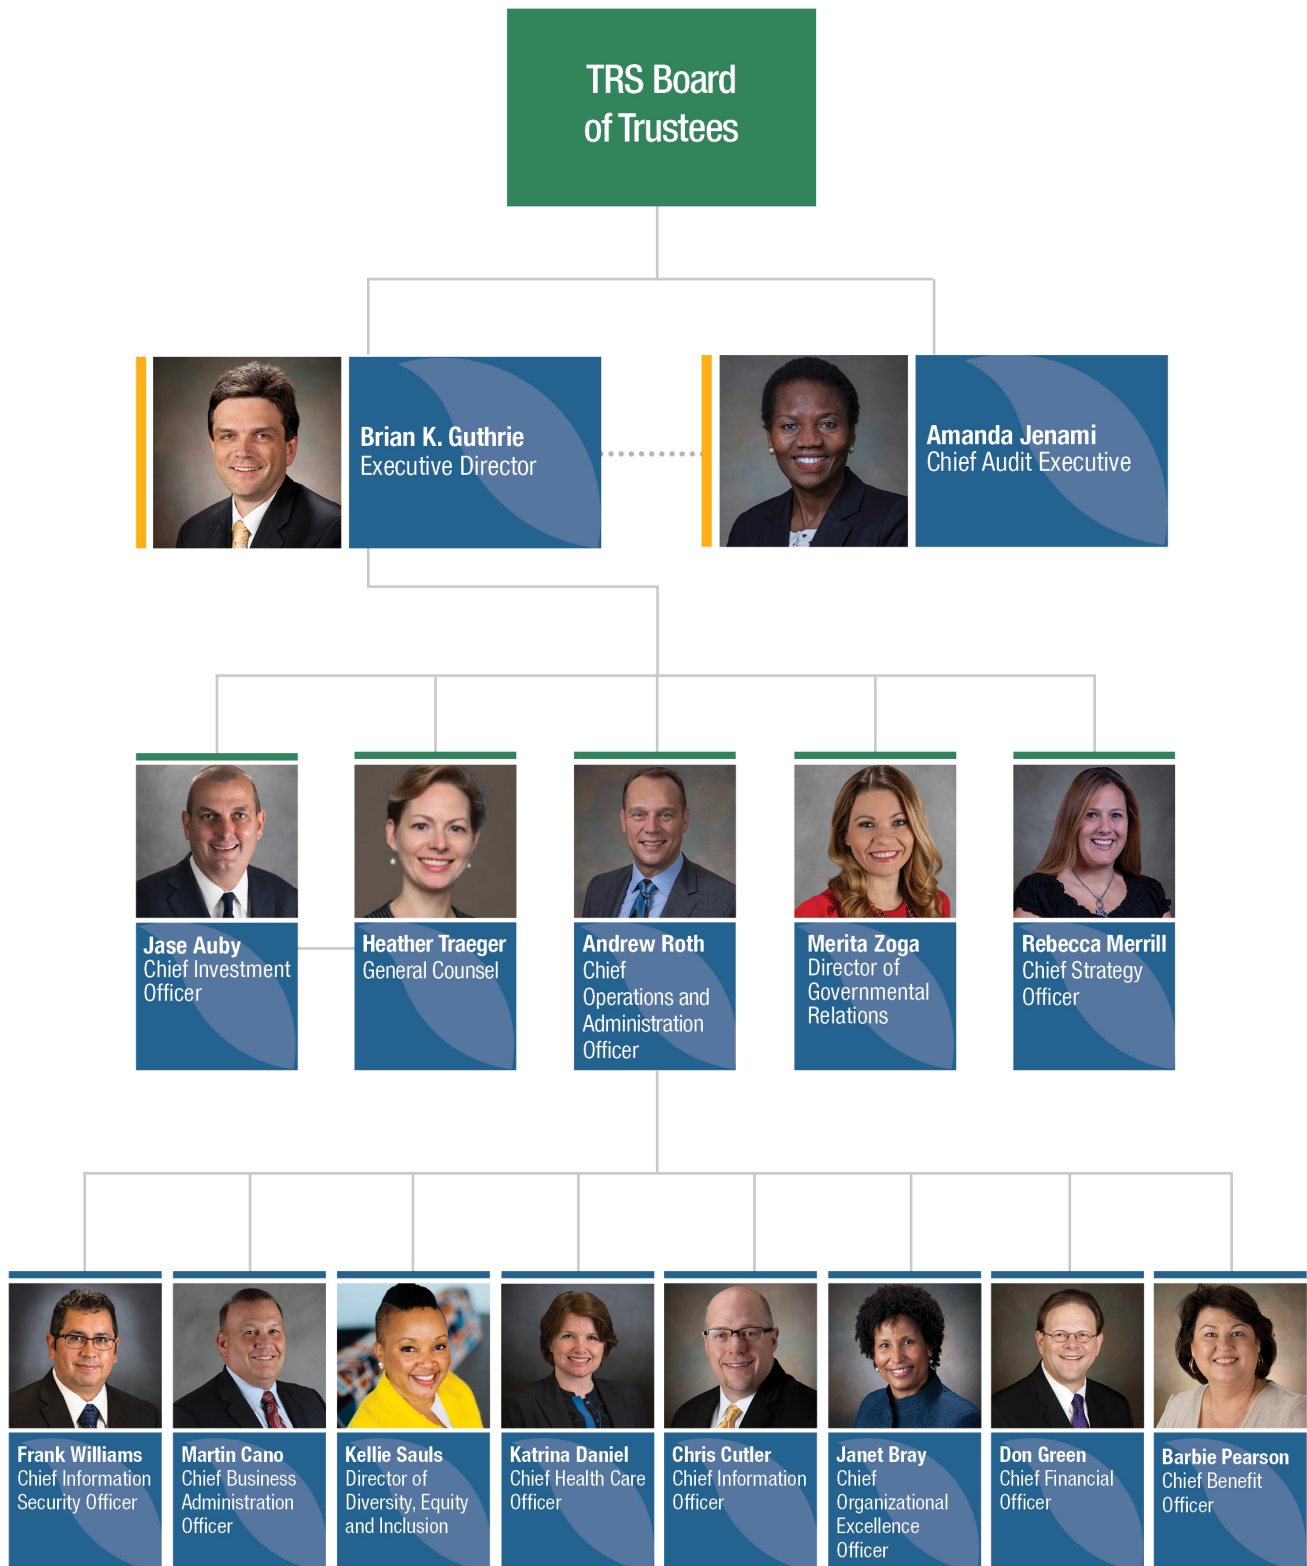 TRS Board
of Trustees
Brian K. Guthrie
Executive Director
Amanda Jenami
Chief Audit Executive
Jase Auby
Chief Investment
Officer
Heather Traeger
General Counsel
Andrew Roth
Chief
Operations and
Administration
Officer
Merita Zoga
Director of
Governmental
Relations
Rebecca Merrill
Chief Strategy
Officer
Frank Williams
Chief Information
Security Officer
Martin Cano
Chief Business
Administration
Officer
Kellie Sauls
Director of
Diversity, Equity
and Inclusion
Katrina Daniel
Chief Health Care
Officer
Chris Cutler
Chief Information
Officer
Janet Bray
Chief
Organizational
Excellence
Officer
Don Green
Chief Financial
Officer
Barbie Pearson
Chief Benefit
Officer